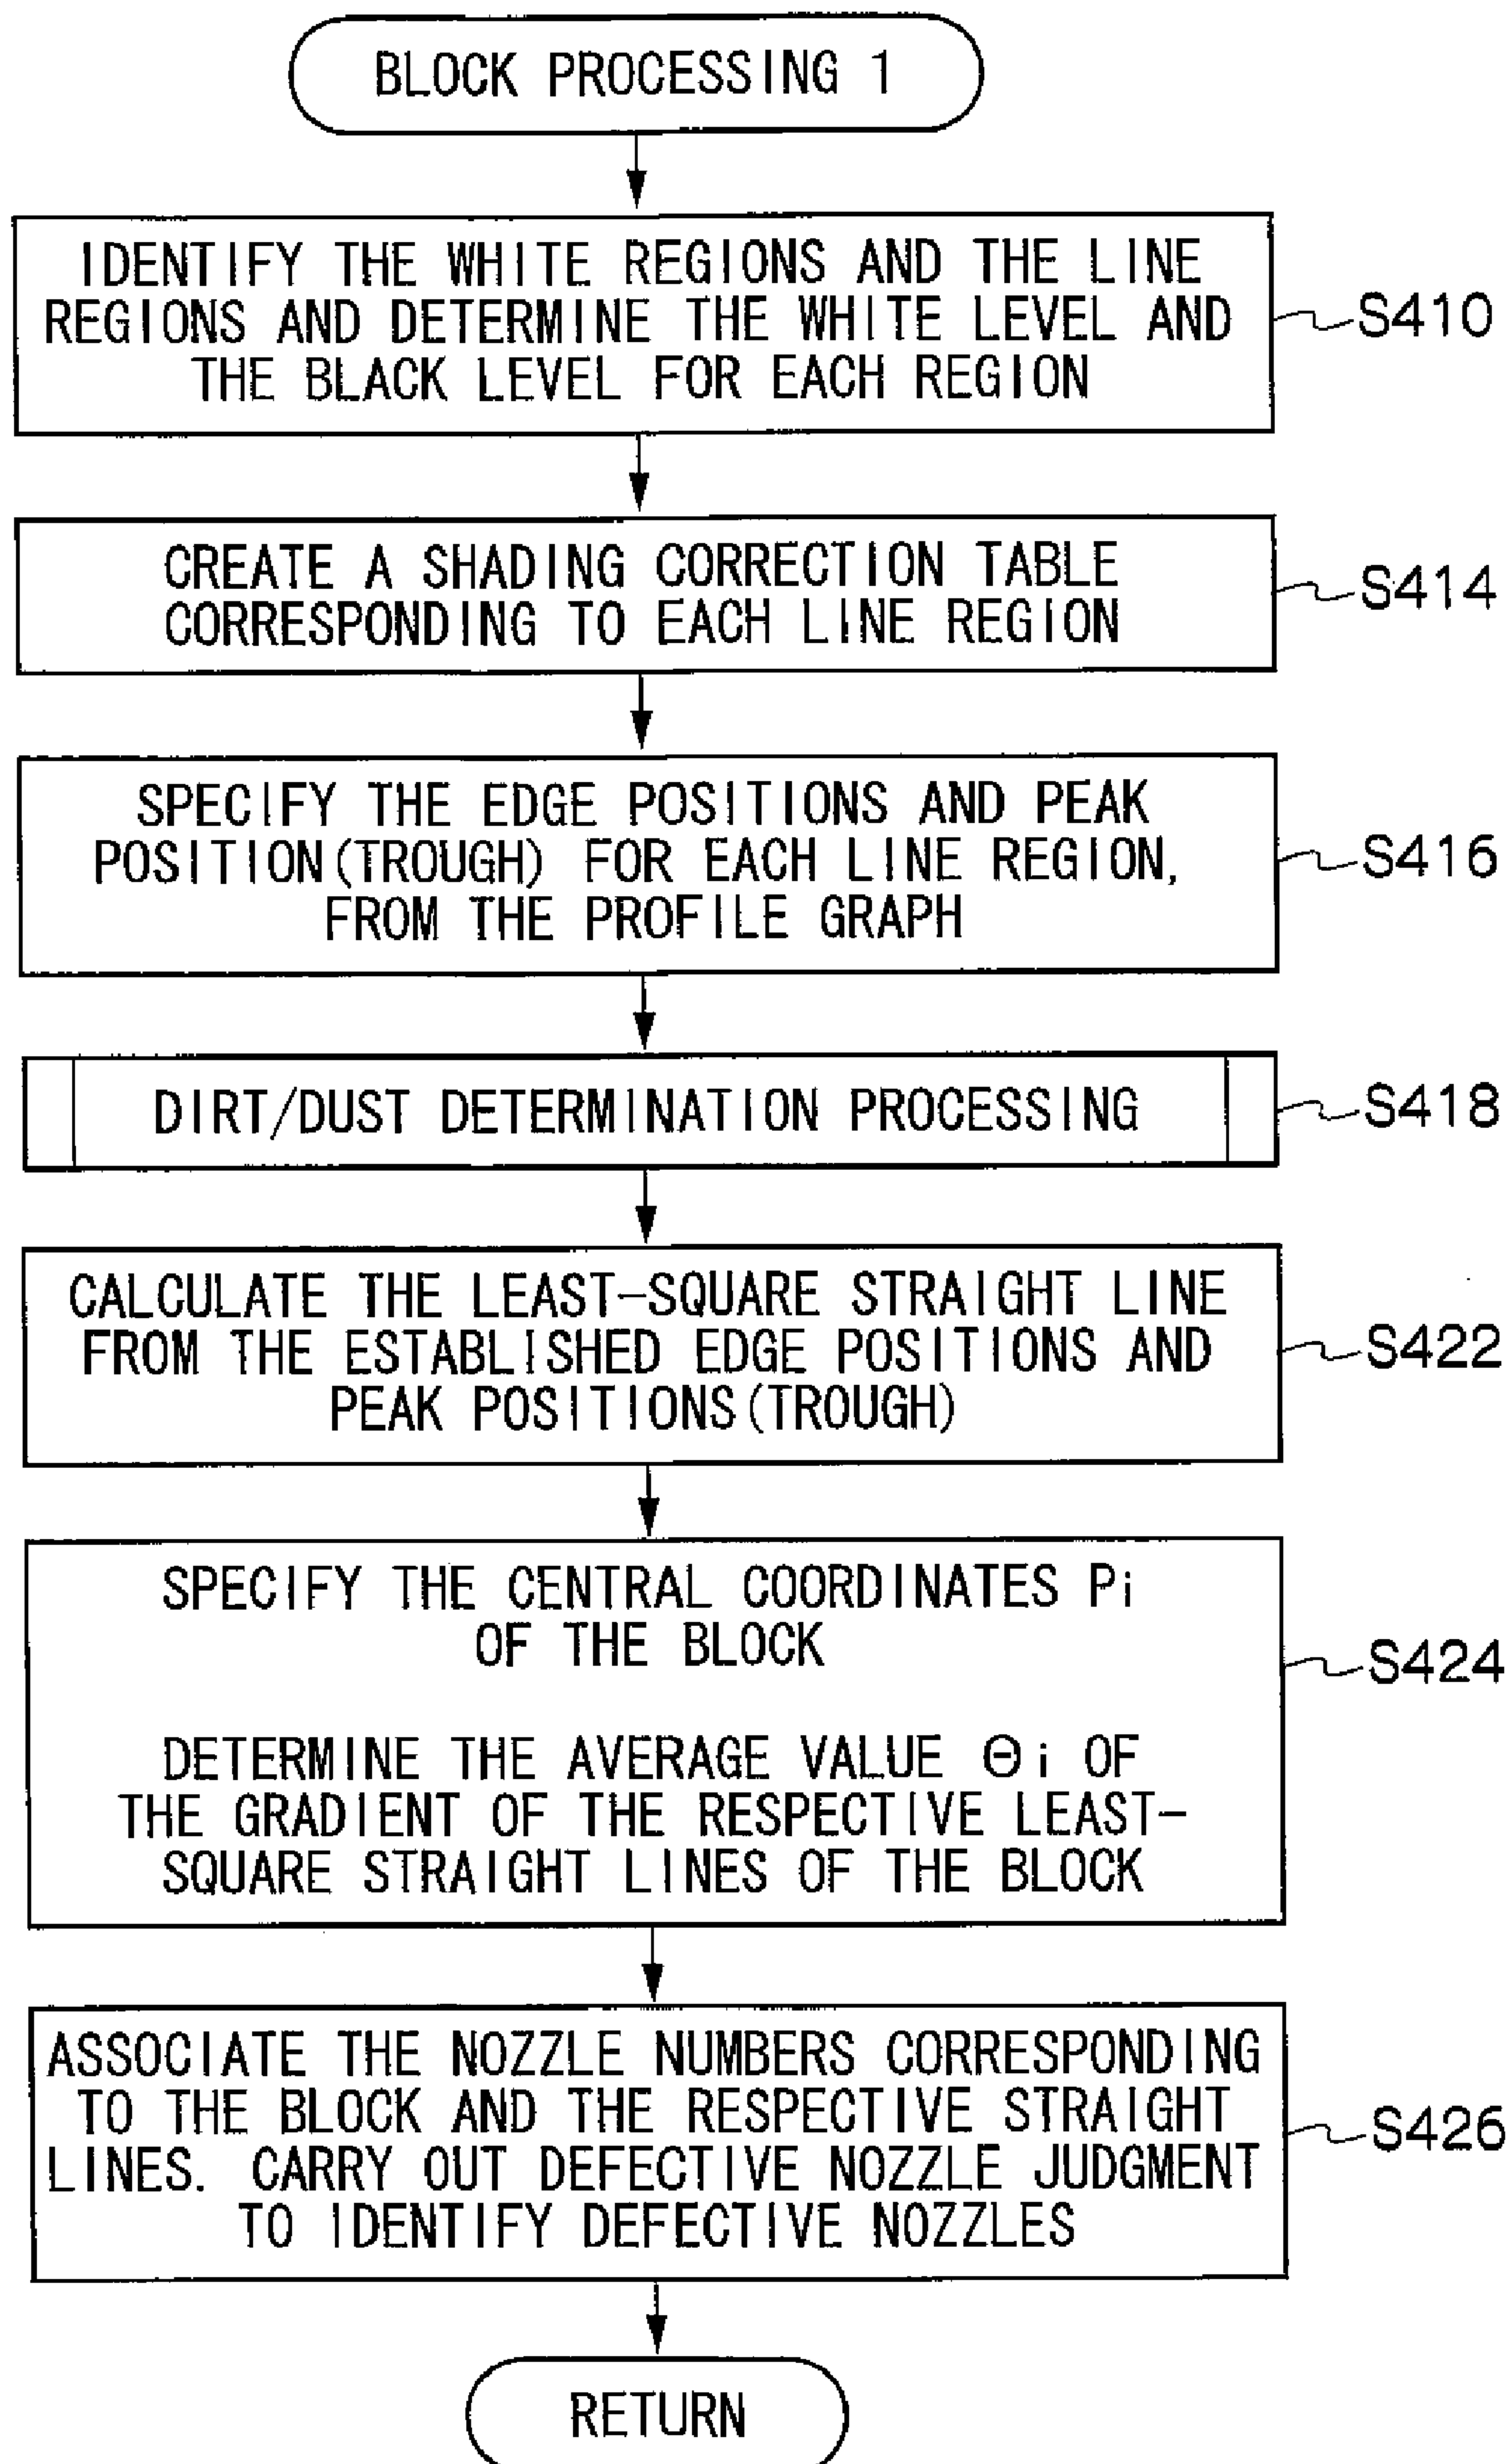 BLOCK PROCESSING 1
IDENTIFY THE WHITE REGIONS AND THE LINE
REGIONS AND DETERMINE THE WHITE LEVEL AND
THE BLACK LEVEL FOR EACH REGION
S410
CREATE A SHADING CORRECTION TABLE
CORRESPONDING TO EACH LINE REGION
S414
SPECIFY THE EDGE POSITIONS AND PEAK
POSITION(TROUGH) FOR EACH LINE REGION,
FROM THE PROFILE GRAPH
S416
DIRT/DUST DETERMINATION PROCESSING
S418
CALCULATE THE LEAST-SQUARE STRAIGHT LINE
FROM THE ESTABLISHED EDGE POSITIONS AND
PEAK POSITIONS(TROUGH)
S422
SPECIFY THE CENTRAL COORDINATES Pi
OF THE BLOCK
DETERMINE THE AVERAGE VALUE Θi OF
THE GRADIENT OF THE RESPECTIVE LEAST-
SQUARE STRAIGHT LINES OF THE BLOCK
S424
ASSOCIATE THE NOZZLE NUMBERS CORRESPONDING
TO THE BLOCK AND THE RESPECTIVE STRAIGHT
LINES. CARRY OUT DEFECTIVE NOZZLE JUDGMENT
TO IDENTIFY DEFECTIVE NOZZLES
S426
RETURN